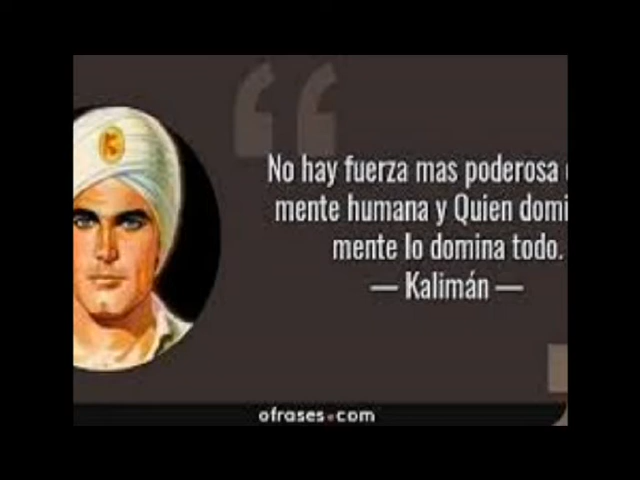 No hay fuerza mas poderosa
mente humana y Quien domi
mente lo domina todo.
— Kalimán —
ofrases.com